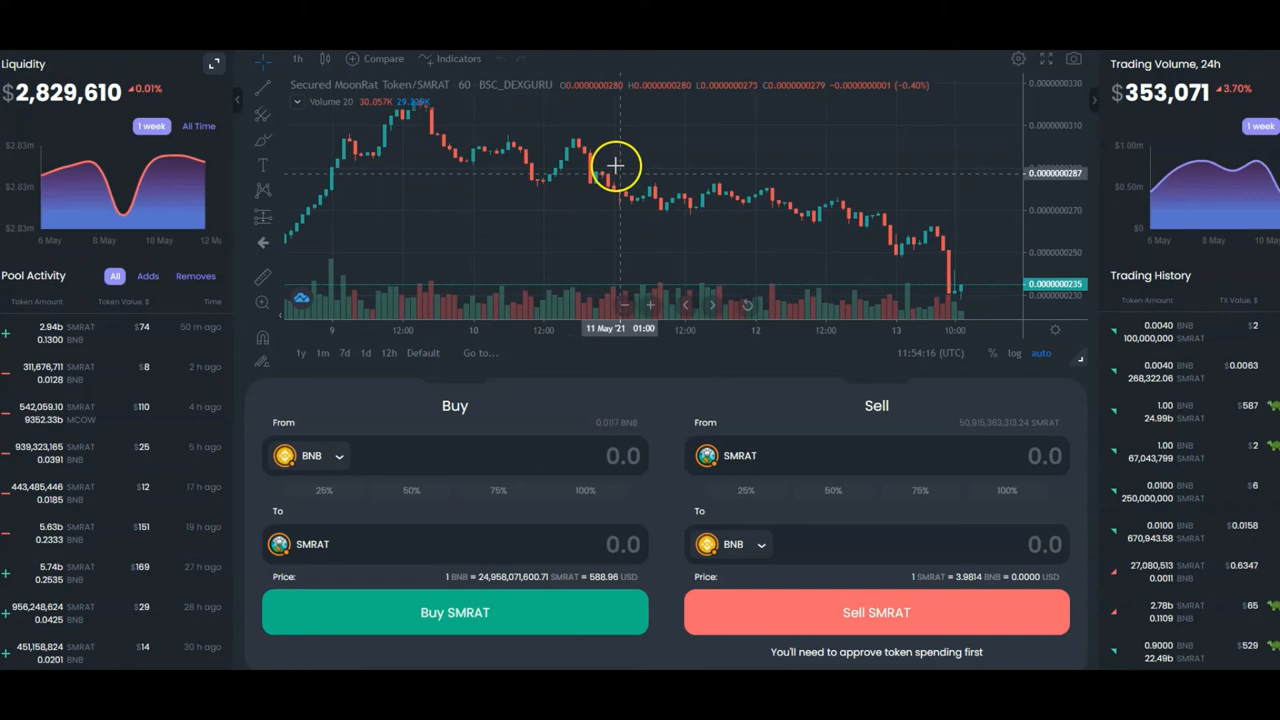 Liquidity
$2,829,610 0.01%
1 week All Time
$2.83m
$2.83m
6 May 8 May 10 May 12 Ma
Pool Activity All Adds Removes
Token Amount Token Value, $ Time
2.94b SMRAT $74 50 m ago
0.1300 BNB
311,676,711 SMRAT $8 2 h ago
0.0128 BNB
542,059.10 SMRAT $110 4 h ago
9352.33b MCOW
939,323,165 SMRAT $25 5 h ago
0.0391 BNB
443,485,446 SMRAT $12 17 h ago
0.0185 BNB
5.63b SMRAT $151 19 h ago
0.2333 BNB
5.74b SMRAT $169 27 h ago
0.2535 BNB
956,248,624 SMRAT $29 28 h ago
0.0425 BNB
451,158,824 SMRAT $14 30 h ago
0.0201 BNB
1h Compare Indicators
Secured MoonRat Token/SMRAT · 60 BSC_DEXGURU O0.0000000280 H0.0000000280 L0.0000000273 C0.0000000279 −0.0000001 (−0.40%)
Volume 20 30.057K
0.0000000330
0.0000000310
0.0000000287
0.0000000270
0.0000000250
0.0000000235
0.0000000230
9 12:00 10 12:00 11 May '21 01:00 12:00 12 12:00 13 10:00
1y 1m 7d 1d 12h Default Go to... 11:54:16 (UTC) % log auto
Buy
From 0.0117 BNB
BNB 0.0
25% 50% 75% 100%
To
SMRAT 0.0
Price: 1 BNB = 24,958,071,600.71 SMRAT = 588.96 USD
Buy SMRAT
Sell
From 50,915,363,313.24 SMRAT
SMRAT 0.0
25% 50% 75% 100%
To
BNB 0.0
Price: 1 SMRAT = 3.9814 BNB = 0.0000 USD
Sell SMRAT
You'll need to approve token spending first
Trading Volume, 24h
$353,071 3.70%
1 week
$1.00m
$0.50m
$0
6 May 8 May 10 May
Trading History
Token Amount TX Value, $
0.0040 BNB $2
100,000,000 SMRAT
0.0040 BNB $0.0063
268,322.06 SMRAT
1.00 BNB $587
24.99b SMRAT
1.00 BNB $2
67,043,799 SMRAT
0.0100 BNB $6
250,000,000 SMRAT
0.0100 BNB $0.0158
670,943.58 SMRAT
27,080,513 SMRAT $0.6347
0.0011 BNB
2.78b SMRAT $65
0.1109 BNB
0.9000 BNB $529
22.49b SMRAT